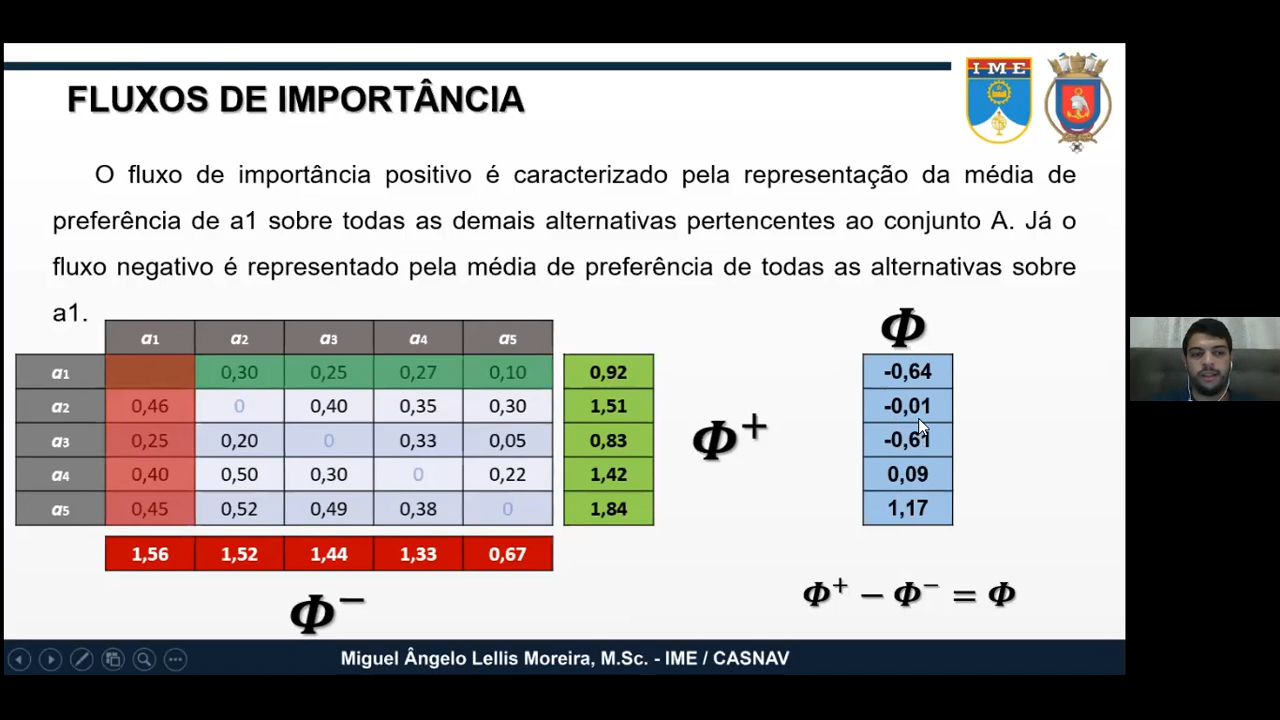 FLUXOS DE IMPORTÂNCIA
IME
O fluxo de importância positivo é caracterizado pela representação da média de
preferência de a1 sobre todas as demais alternativas pertencentes ao conjunto A. Já o
fluxo negativo é representado pela média de preferência de todas as alternativas sobre
a1.
a1 a2 a3 a4 a5
Φ
a1 0,30 0,25 0,27 0,10 0,92 -0,64
a2 0,46 0 0,40 0,35 0,30 1,51 -0,01
a3 0,25 0,20 0 0,33 0,05 0,83 -0,61
a4 0,40 0,50 0,30 0 0,22 1,42 0,09
a5 0,45 0,52 0,49 0,38 0 1,84 1,17
Φ+
1,56 1,52 1,44 1,33 0,67
Φ−
Φ+ − Φ− = Φ
Miguel Ângelo Lellis Moreira, M.Sc. - IME / CASNAV